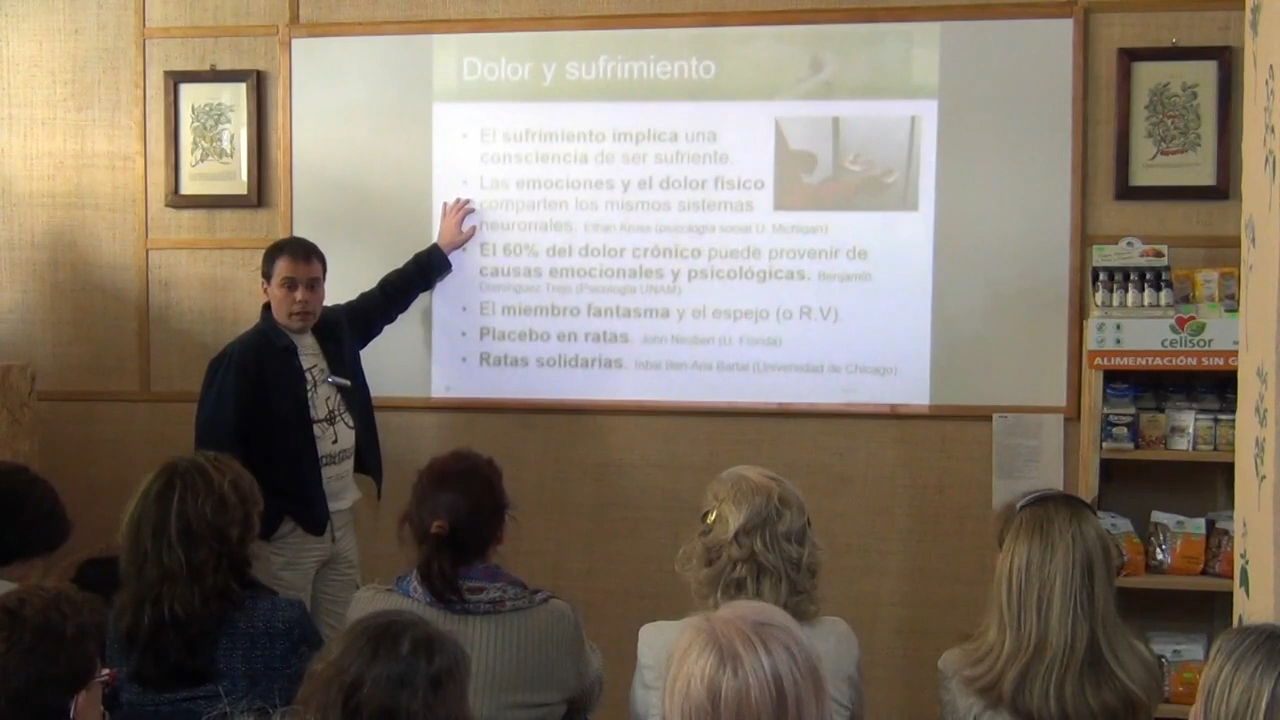 Dolor y sufrimiento
El sufrimiento implica una
consciencia de ser sufriente.
Las emociones y el dolor físico
comparten los mismos sistemas
neuronales. (psicología social U. Michigan)
El 60% del dolor crónico puede provenir de
causas emocionales y psicológicas. Benjamín
Domínguez Trejo (Psicología UNAM)
El miembro fantasma y el espejo (o R.V)
Placebo en ratas. John (U. Florida)
Ratas solidarias. Inbal Ben-Ami Bartal (Universidad de Chicago)
celisor
ALIMENTACIÓN SIN G